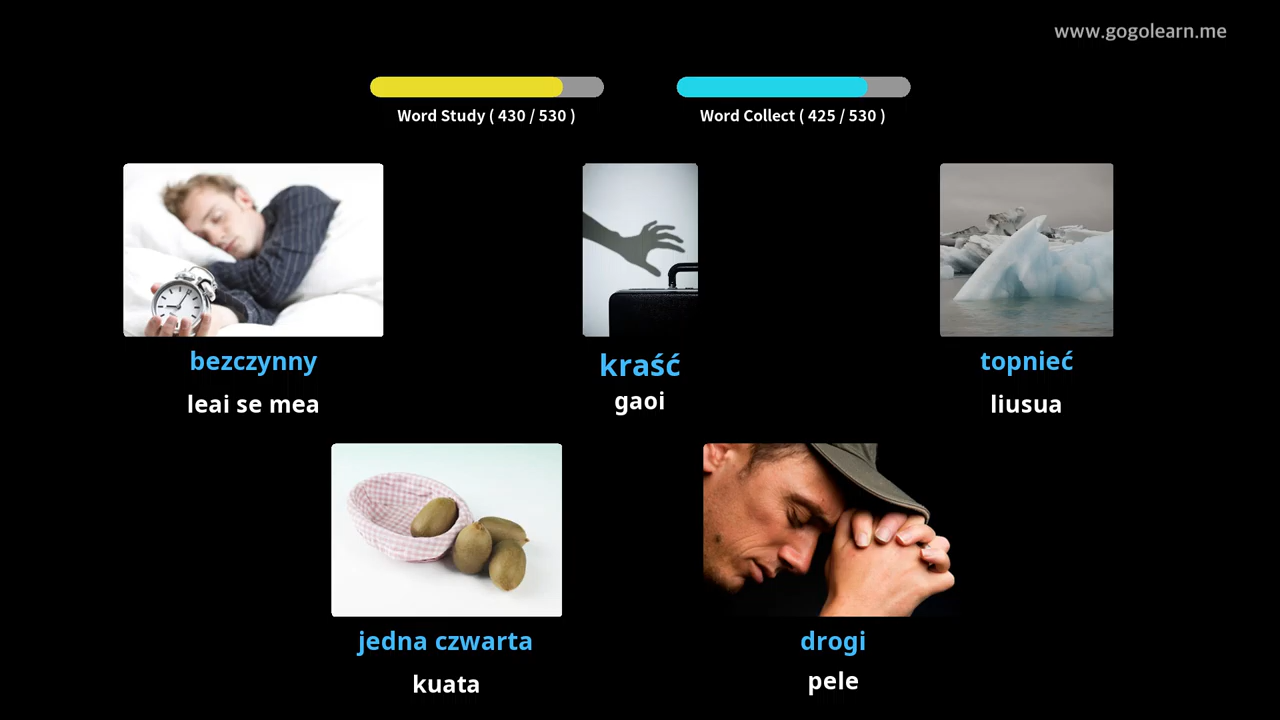 www.gogolearn.me
Word Study ( 430 / 530 )
Word Collect ( 425 / 530 )
bezczynny
leai se mea
kraść
gaoi
topnieć
liusua
jedna czwarta
kuata
drogi
pele